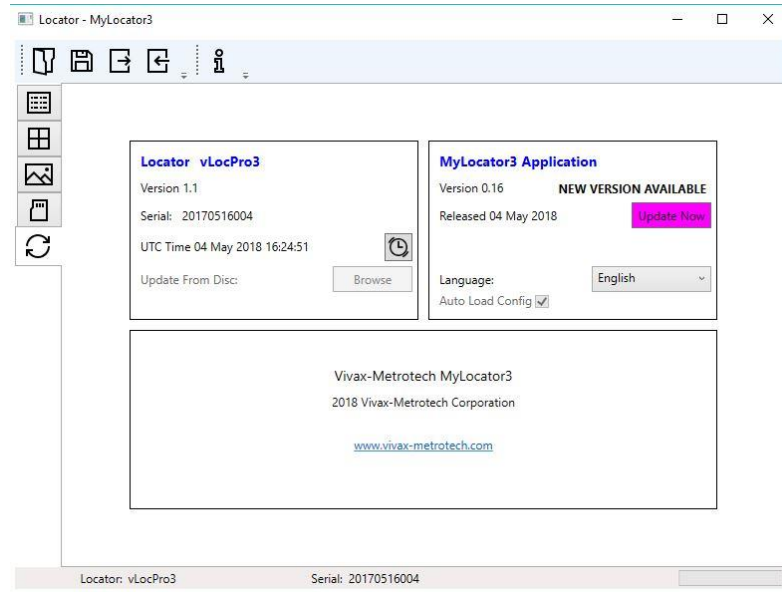 Locator - MyLocator3
Locator vLocPro3
Version 1.1
Serial: 20170516004
UTC Time 04 May 2018 16:24:51
Update From Disc:
Browse
MyLocator3 Application
Version 0.16 NEW VERSION AVAILABLE
Released 04 May 2018
Update Now
Language:
English
Auto Load Config
Vivax-Metrotech MyLocator3
2018 Vivax-Metrotech Corporation
www.vivax-metrotech.com
Locator: vLocPro3 Serial: 20170516004